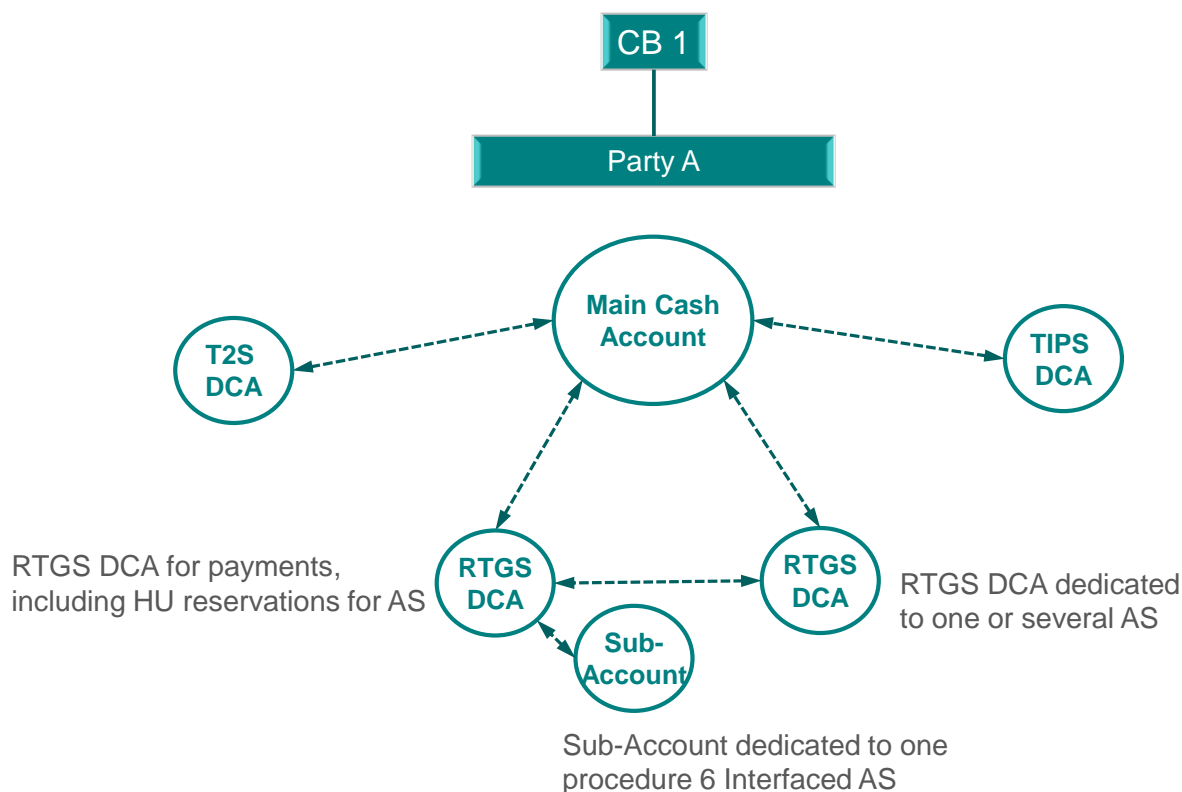 CB 1
Party A
Main Cash
Account
T2S
DCA
TIPS
DCA
RTGS DCA for payments,
including HU reservations for AS
RTGS
DCA
RTGS
DCA
RTGS DCA dedicated
to one or several AS
Sub-
Account
Sub-Account dedicated to one
procedure 6 Interfaced AS